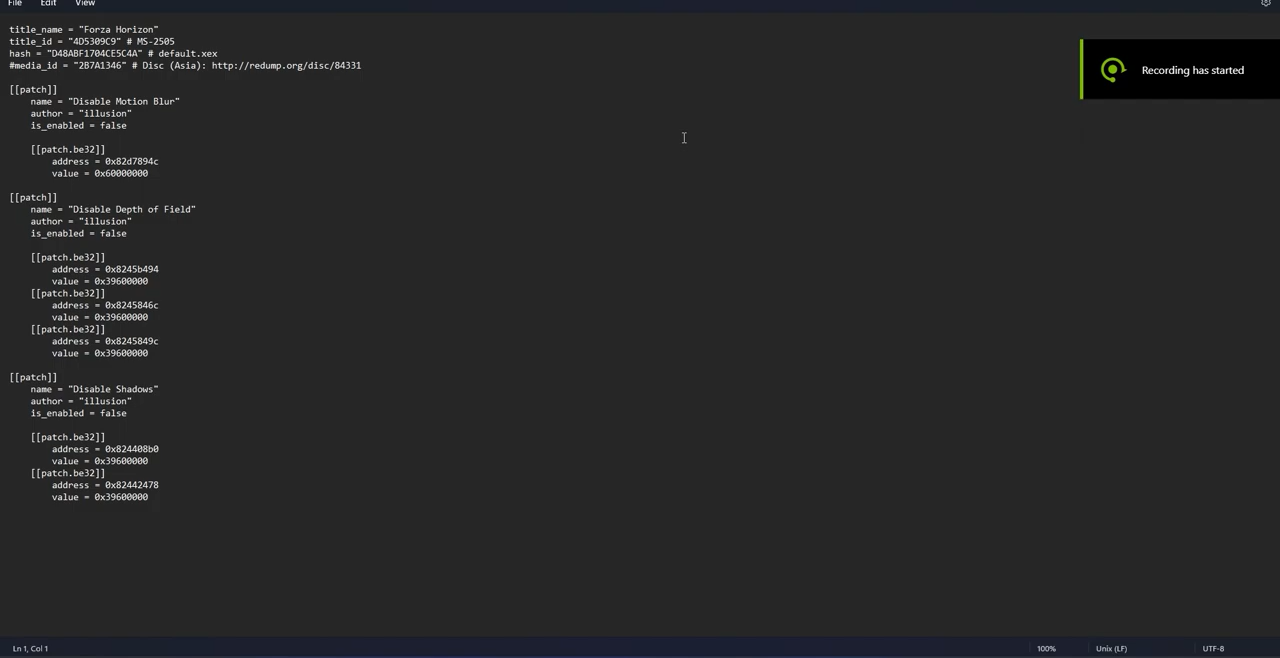 File Edit View
title_name = "Forza Horizon"
title_id = "4D5309C9" # MS-2505
hash = "D48ABF1704CE5C4A" # default.xex
#media_id = "2B7A1346" # Disc (Asia): http://redump.org/disc/84331
Recording has started
[[patch]]
name = "Disable Motion Blur"
author = "illusion"
is_enabled = false
[[patch.be32]]
address = 0x82d7894c
value = 0x60000000
[[patch]]
name = "Disable Depth of Field"
author = "illusion"
is_enabled = false
[[patch.be32]]
address = 0x8245b494
value = 0x39600000
[[patch.be32]]
address = 0x8245846c
value = 0x39600000
[[patch.be32]]
address = 0x8245849c
value = 0x39600000
[[patch]]
name = "Disable Shadows"
author = "illusion"
is_enabled = false
[[patch.be32]]
address = 0x824408b0
value = 0x39600000
[[patch.be32]]
address = 0x82442478
value = 0x39600000
Ln 1, Col 1 100% Unix (LF) UTF-8